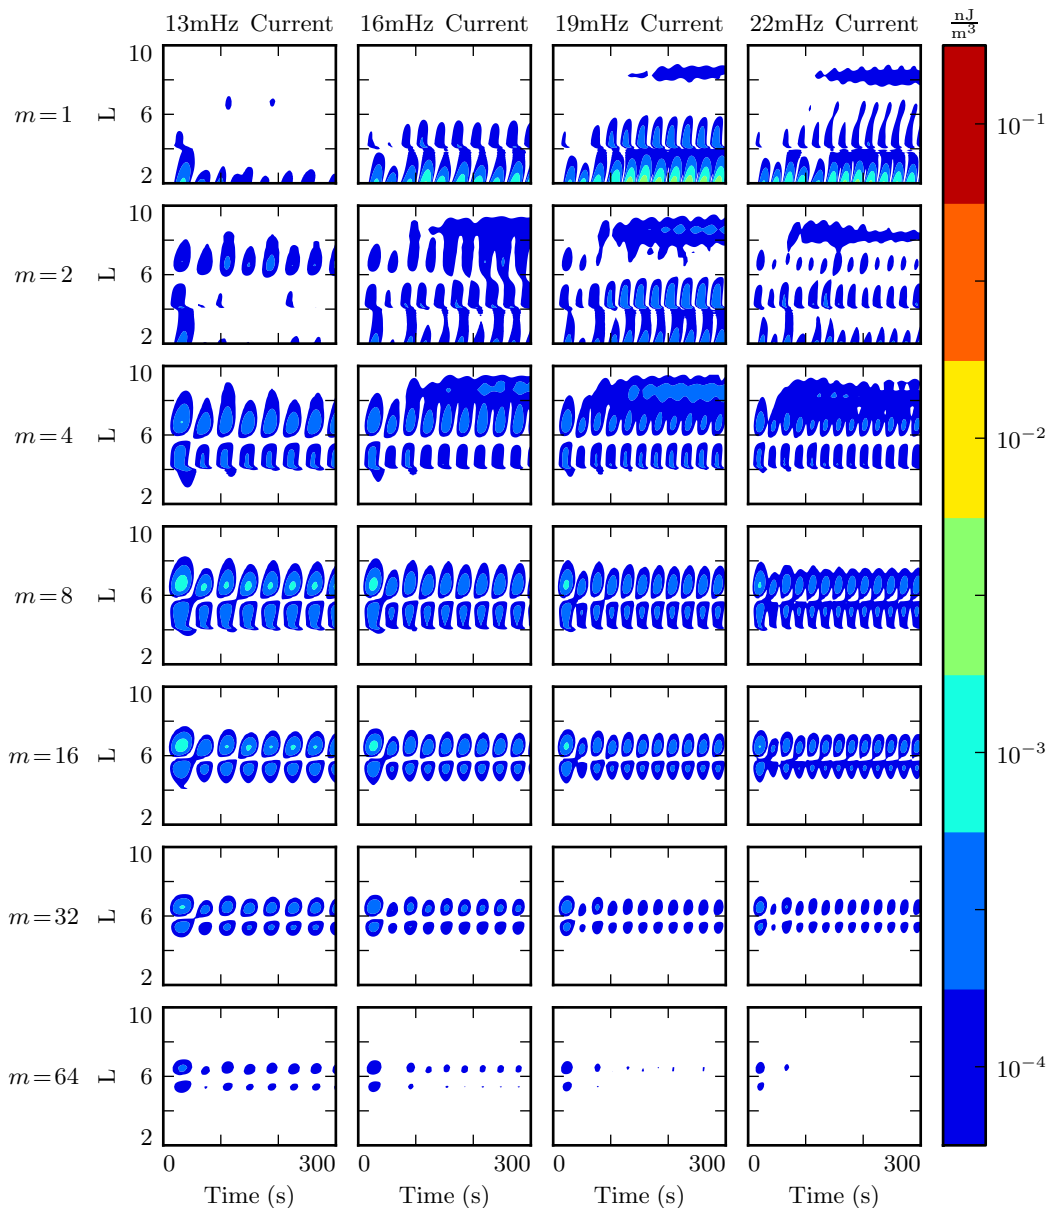 13mHz Current 16mHz Current 19mHz Current 22mHz Current nJ/m³
10
m=1 L 6 10⁻¹
2
10
m=2 L 6
2
10
m=4 L 6 10⁻²
2
10
m=8 L 6
2
10
m=16 L 6 10⁻³
2
10
m=32 L 6
2
10
m=64 L 6 10⁻⁴
2
0 300 0 300 0 300 0 300
Time (s) Time (s) Time (s) Time (s)